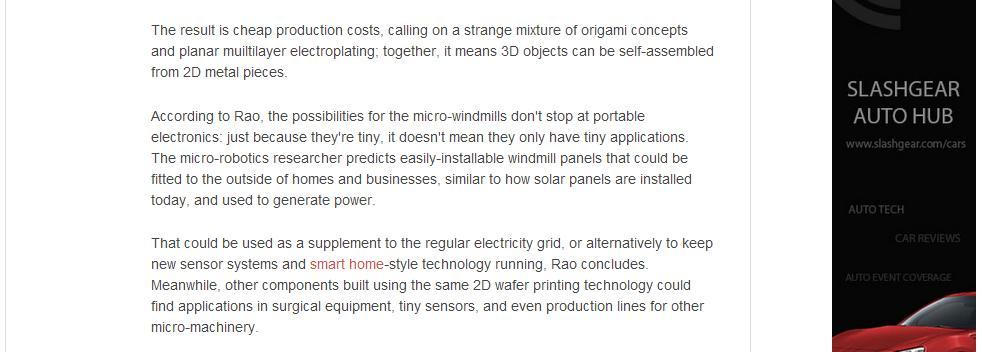 The result is cheap production costs, calling on a strange mixture of origami concepts
and planar muiltilayer electroplating; together, it means 3D objects can be self-assembled
from 2D metal pieces.
According to Rao, the possibilities for the micro-windmills don't stop at portable
electronics: just because they're tiny, it doesn't mean they only have tiny applications.
The micro-robotics researcher predicts easily-installable windmill panels that could be
fitted to the outside of homes and businesses, similar to how solar panels are installed
today, and used to generate power.
That could be used as a supplement to the regular electricity grid, or alternatively to keep
new sensor systems and smart home-style technology running, Rao concludes.
Meanwhile, other components built using the same 2D wafer printing technology could
find applications in surgical equipment, tiny sensors, and even production lines for other
micro-machinery.
SLASHGEAR
AUTO HUB
www.slashgear.com/cars
AUTO TECH
CAR REVIEWS
AUTO EVENT COVERAGE